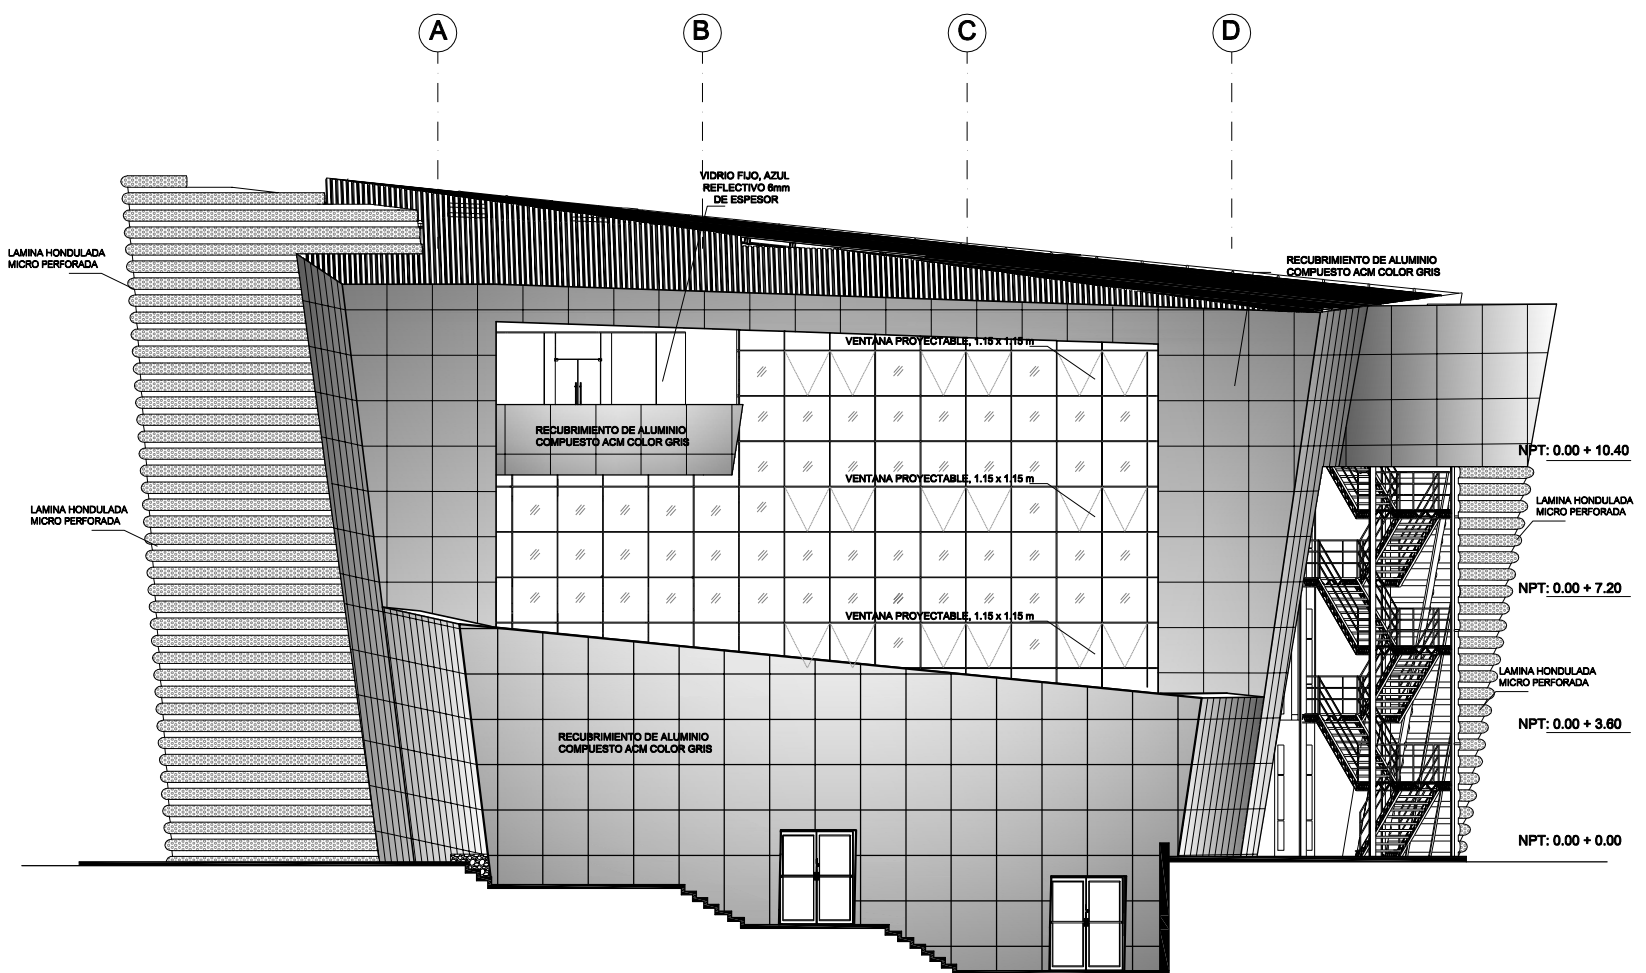 A
B
C
D
VIDRIO FIJO, AZUL
REFLECTIVO 6mm
DE ESPESOR
LAMINA HONDULADA
MICRO PERFORADA
RECUBRIMIENTO DE ALUMINIO
COMPUESTO ACM COLOR GRIS
VENTANA PROYECTABLE, 1.15 x 1.15 m
RECUBRIMIENTO DE ALUMINIO
COMPUESTO ACM COLOR GRIS
NPT: 0.00 + 10.40
VENTANA PROYECTABLE, 1.15 x 1.15 m
LAMINA HONDULADA
MICRO PERFORADA
LAMINA HONDULADA
MICRO PERFORADA
NPT: 0.00 + 7.20
VENTANA PROYECTABLE, 1.15 x 1.15 m
LAMINA HONDULADA
MICRO PERFORADA
NPT: 0.00 + 3.60
RECUBRIMIENTO DE ALUMINIO
COMPUESTO ACM COLOR GRIS
NPT: 0.00 + 0.00